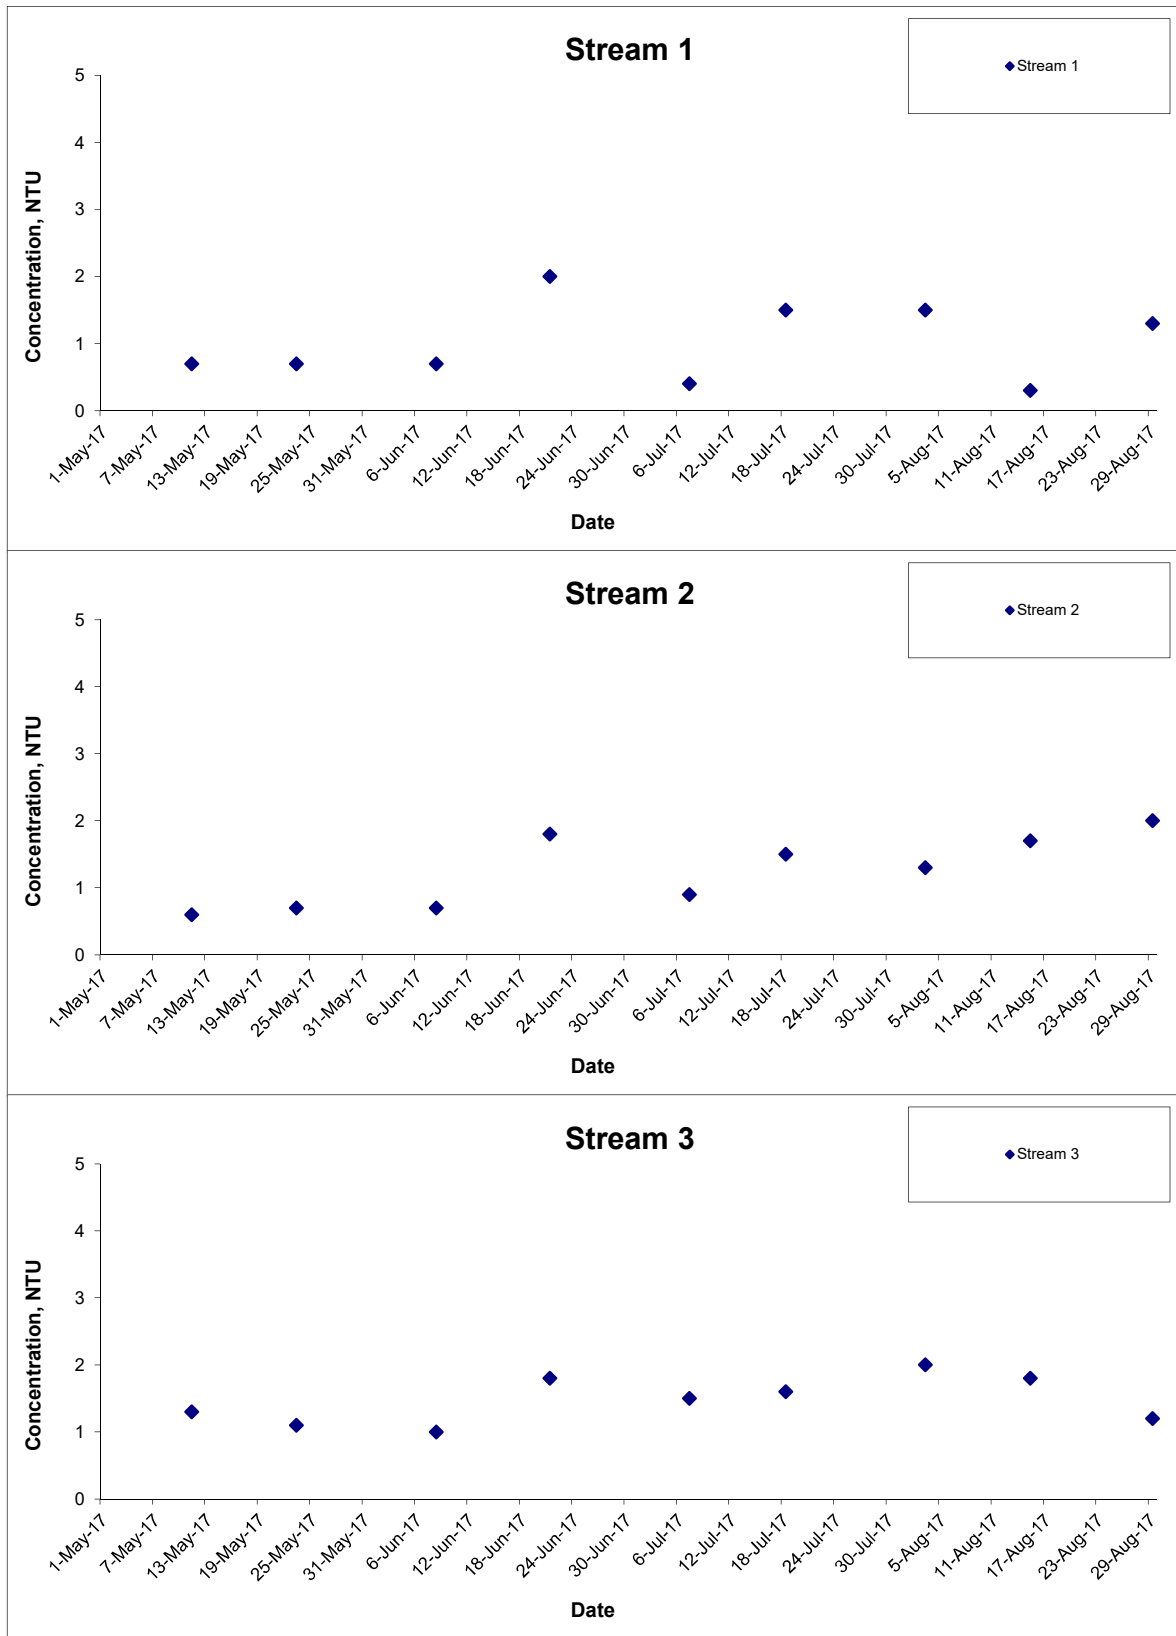 Stream 1
Stream 1
Concentration, NTU
5
4
3
2
1
0
1-May-17
7-May-17
13-May-17
19-May-17
25-May-17
31-May-17
6-Jun-17
12-Jun-17
18-Jun-17
24-Jun-17
30-Jun-17
6-Jul-17
12-Jul-17
18-Jul-17
24-Jul-17
30-Jul-17
5-Aug-17
11-Aug-17
17-Aug-17
23-Aug-17
29-Aug-17
Date
Stream 2
Stream 2
Concentration, NTU
5
4
3
2
1
0
1-May-17
7-May-17
13-May-17
19-May-17
25-May-17
31-May-17
6-Jun-17
12-Jun-17
18-Jun-17
24-Jun-17
30-Jun-17
6-Jul-17
12-Jul-17
18-Jul-17
24-Jul-17
30-Jul-17
5-Aug-17
11-Aug-17
17-Aug-17
23-Aug-17
29-Aug-17
Date
Stream 3
Stream 3
Concentration, NTU
5
4
3
2
1
0
1-May-17
7-May-17
13-May-17
19-May-17
25-May-17
31-May-17
6-Jun-17
12-Jun-17
18-Jun-17
24-Jun-17
30-Jun-17
6-Jul-17
12-Jul-17
18-Jul-17
24-Jul-17
30-Jul-17
5-Aug-17
11-Aug-17
17-Aug-17
23-Aug-17
29-Aug-17
Date